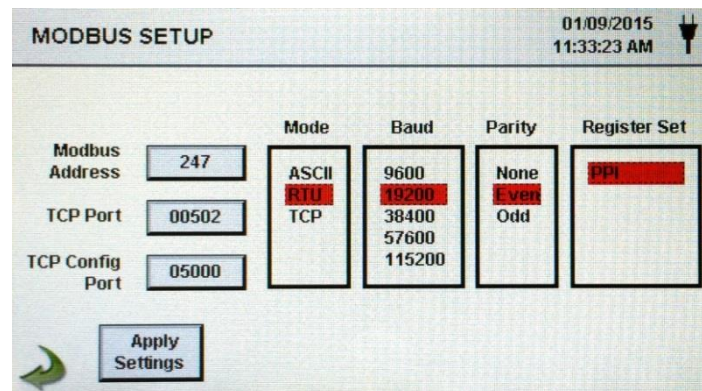 MODBUS SETUP
01/09/2015
11:33:23 AM
Modbus
Address
247
TCP Port
00502
TCP Config
Port
05000
Mode
ASCII
RTU
TCP
Baud
9600
19200
38400
57600
115200
Parity
None
Even
Odd
Register Set
PPI
Apply
Settings